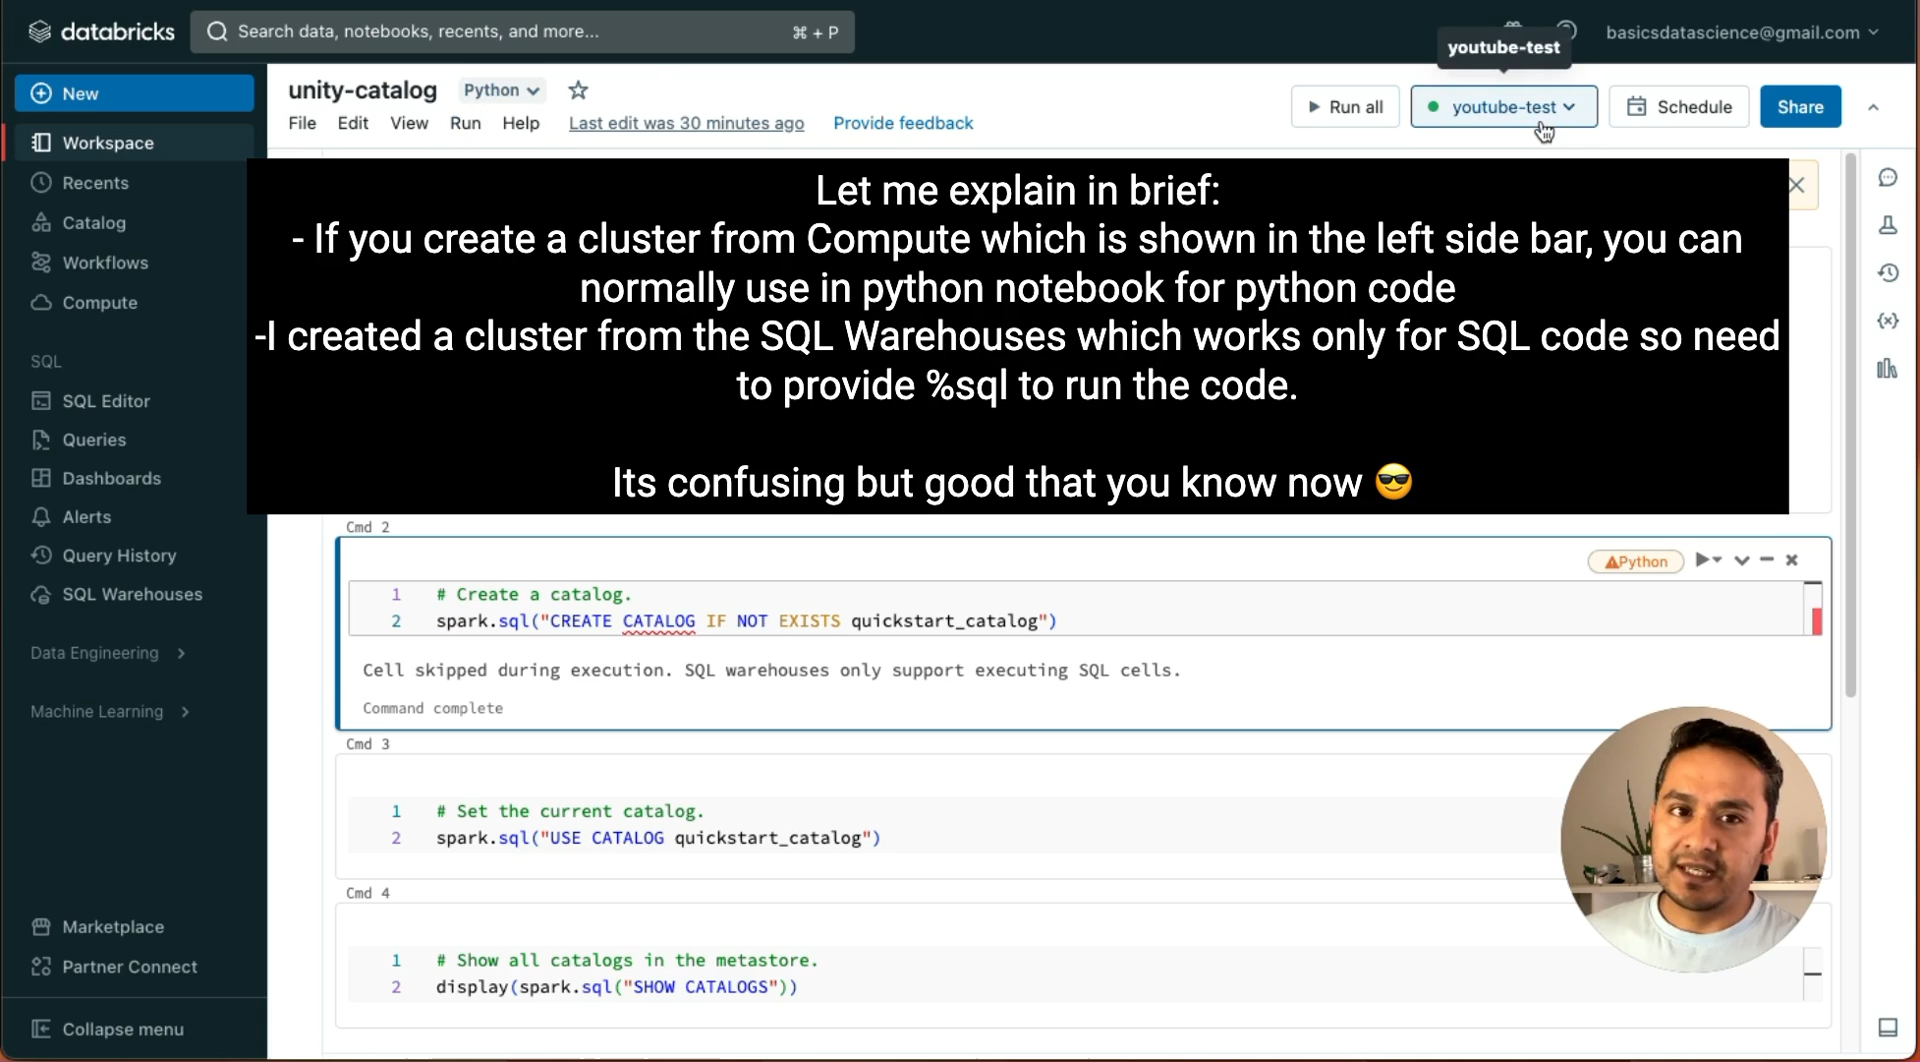 databricks
Search data, notebooks, recents, and more...
⌘ + P
youtube-test
basicsdatascience@gmail.com
New
unity-catalog
Python
Run all
youtube-test
Schedule
Share
File
Edit
View
Run
Help
Last edit was 30 minutes ago
Provide feedback
Workspace
Recents
Catalog
Workflows
Compute
SQL
SQL Editor
Queries
Dashboards
Alerts
Query History
SQL Warehouses
Data Engineering
Machine Learning
Marketplace
Partner Connect
Collapse menu
Let me explain in brief:
- If you create a cluster from Compute which is shown in the left side bar, you can
normally use in python notebook for python code
-I created a cluster from the SQL Warehouses which works only for SQL code so need
to provide %sql to run the code.
Its confusing but good that you know now 😎
Cmd 2
Python
1 # Create a catalog.
2 spark.sql("CREATE CATALOG IF NOT EXISTS quickstart_catalog")
Cell skipped during execution. SQL warehouses only support executing SQL cells.
Command complete
Cmd 3
1 # Set the current catalog.
2 spark.sql("USE CATALOG quickstart_catalog")
Cmd 4
1 # Show all catalogs in the metastore.
2 display(spark.sql("SHOW CATALOGS"))